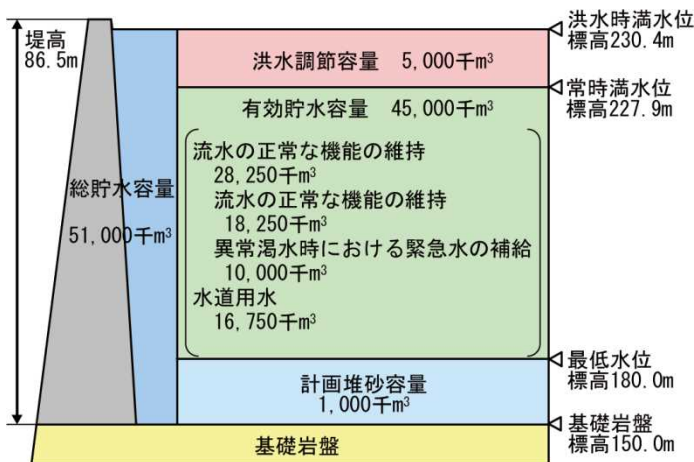 堤高
86.5m
洪水時満水位
標高230.4m
洪水調節容量 5,000千m³
常時満水位
標高227.9m
有効貯水容量 45,000千m³
流水の正常な機能の維持
28,250千m³
流水の正常な機能の維持
18,250千m³
異常渇水時における緊急水の補給
10,000千m³
水道用水
16,750千m³
総貯水容量
51,000千m³
最低水位
標高180.0m
計画堆砂容量
1,000千m³
基礎岩盤
標高150.0m
基礎岩盤